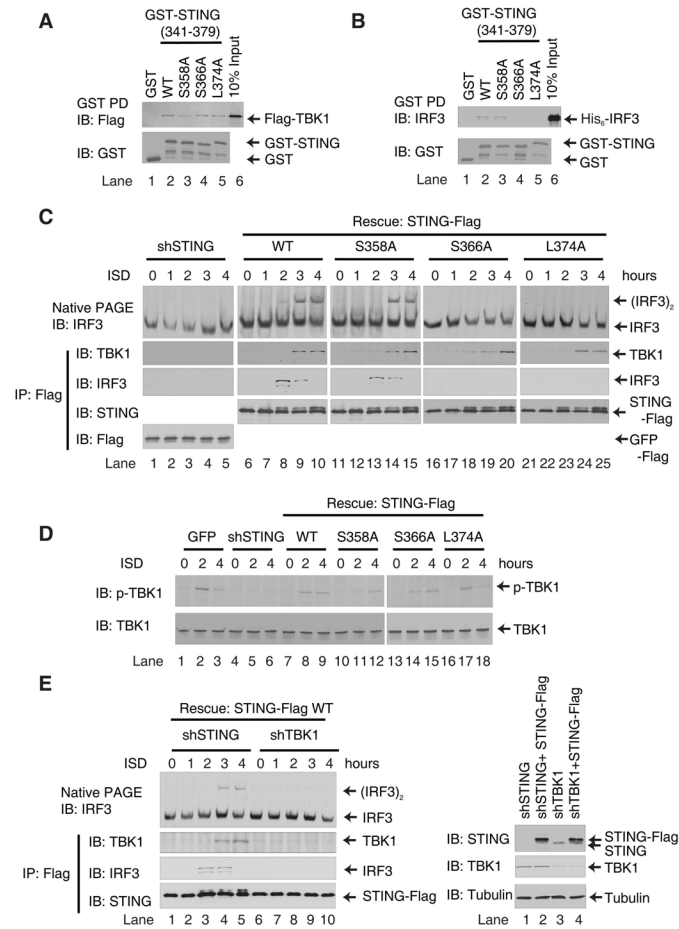 A
GST-STING
(341-379)
GST
WT
S358A
S366A
L374A
10% Input
GST PD
IB: Flag
Flag-TBK1
IB: GST
GST-STING
GST
Lane 1 2 3 4 5 6
B
GST-STING
(341-379)
GST
WT
S358A
S366A
L374A
10% Input
GST PD
IB: IRF3
His6-IRF3
IB: GST
GST-STING
GST
Lane 1 2 3 4 5 6
C
Rescue: STING-Flag
shSTING WT S358A S366A L374A
ISD 0 1 2 3 4 0 1 2 3 4 0 1 2 3 4 0 1 2 3 4 0 1 2 3 4 hours
Native PAGE
IB: IRF3
(IRF3)2
IRF3
IP: Flag
IB: TBK1
TBK1
IB: IRF3
IRF3
IB: STING
STING
-Flag
IB: Flag
GFP
-Flag
Lane 1 2 3 4 5 6 7 8 9 10 11 12 13 14 15 16 17 18 19 20 21 22 23 24 25
D
Rescue: STING-Flag
GFP shSTING WT S358A S366A L374A
ISD 0 2 4 0 2 4 0 2 4 0 2 4 0 2 4 0 2 4 hours
IB: p-TBK1
p-TBK1
IB: TBK1
TBK1
Lane 1 2 3 4 5 6 7 8 9 10 11 12 13 14 15 16 17 18
E
Rescue: STING-Flag WT
shSTING shTBK1
ISD 0 1 2 3 4 0 1 2 3 4 hours
Native PAGE
IB: IRF3
(IRF3)2
IRF3
IP: Flag
IB: TBK1
TBK1
IB: IRF3
IRF3
IB: STING
STING-Flag
Lane 1 2 3 4 5 6 7 8 9 10
shSTING
shSTING+ STING-Flag
shTBK1
shTBK1+STING-Flag
IB: STING
STING-Flag
STING
IB: TBK1
TBK1
IB: Tubulin
Tubulin
Lane 1 2 3 4